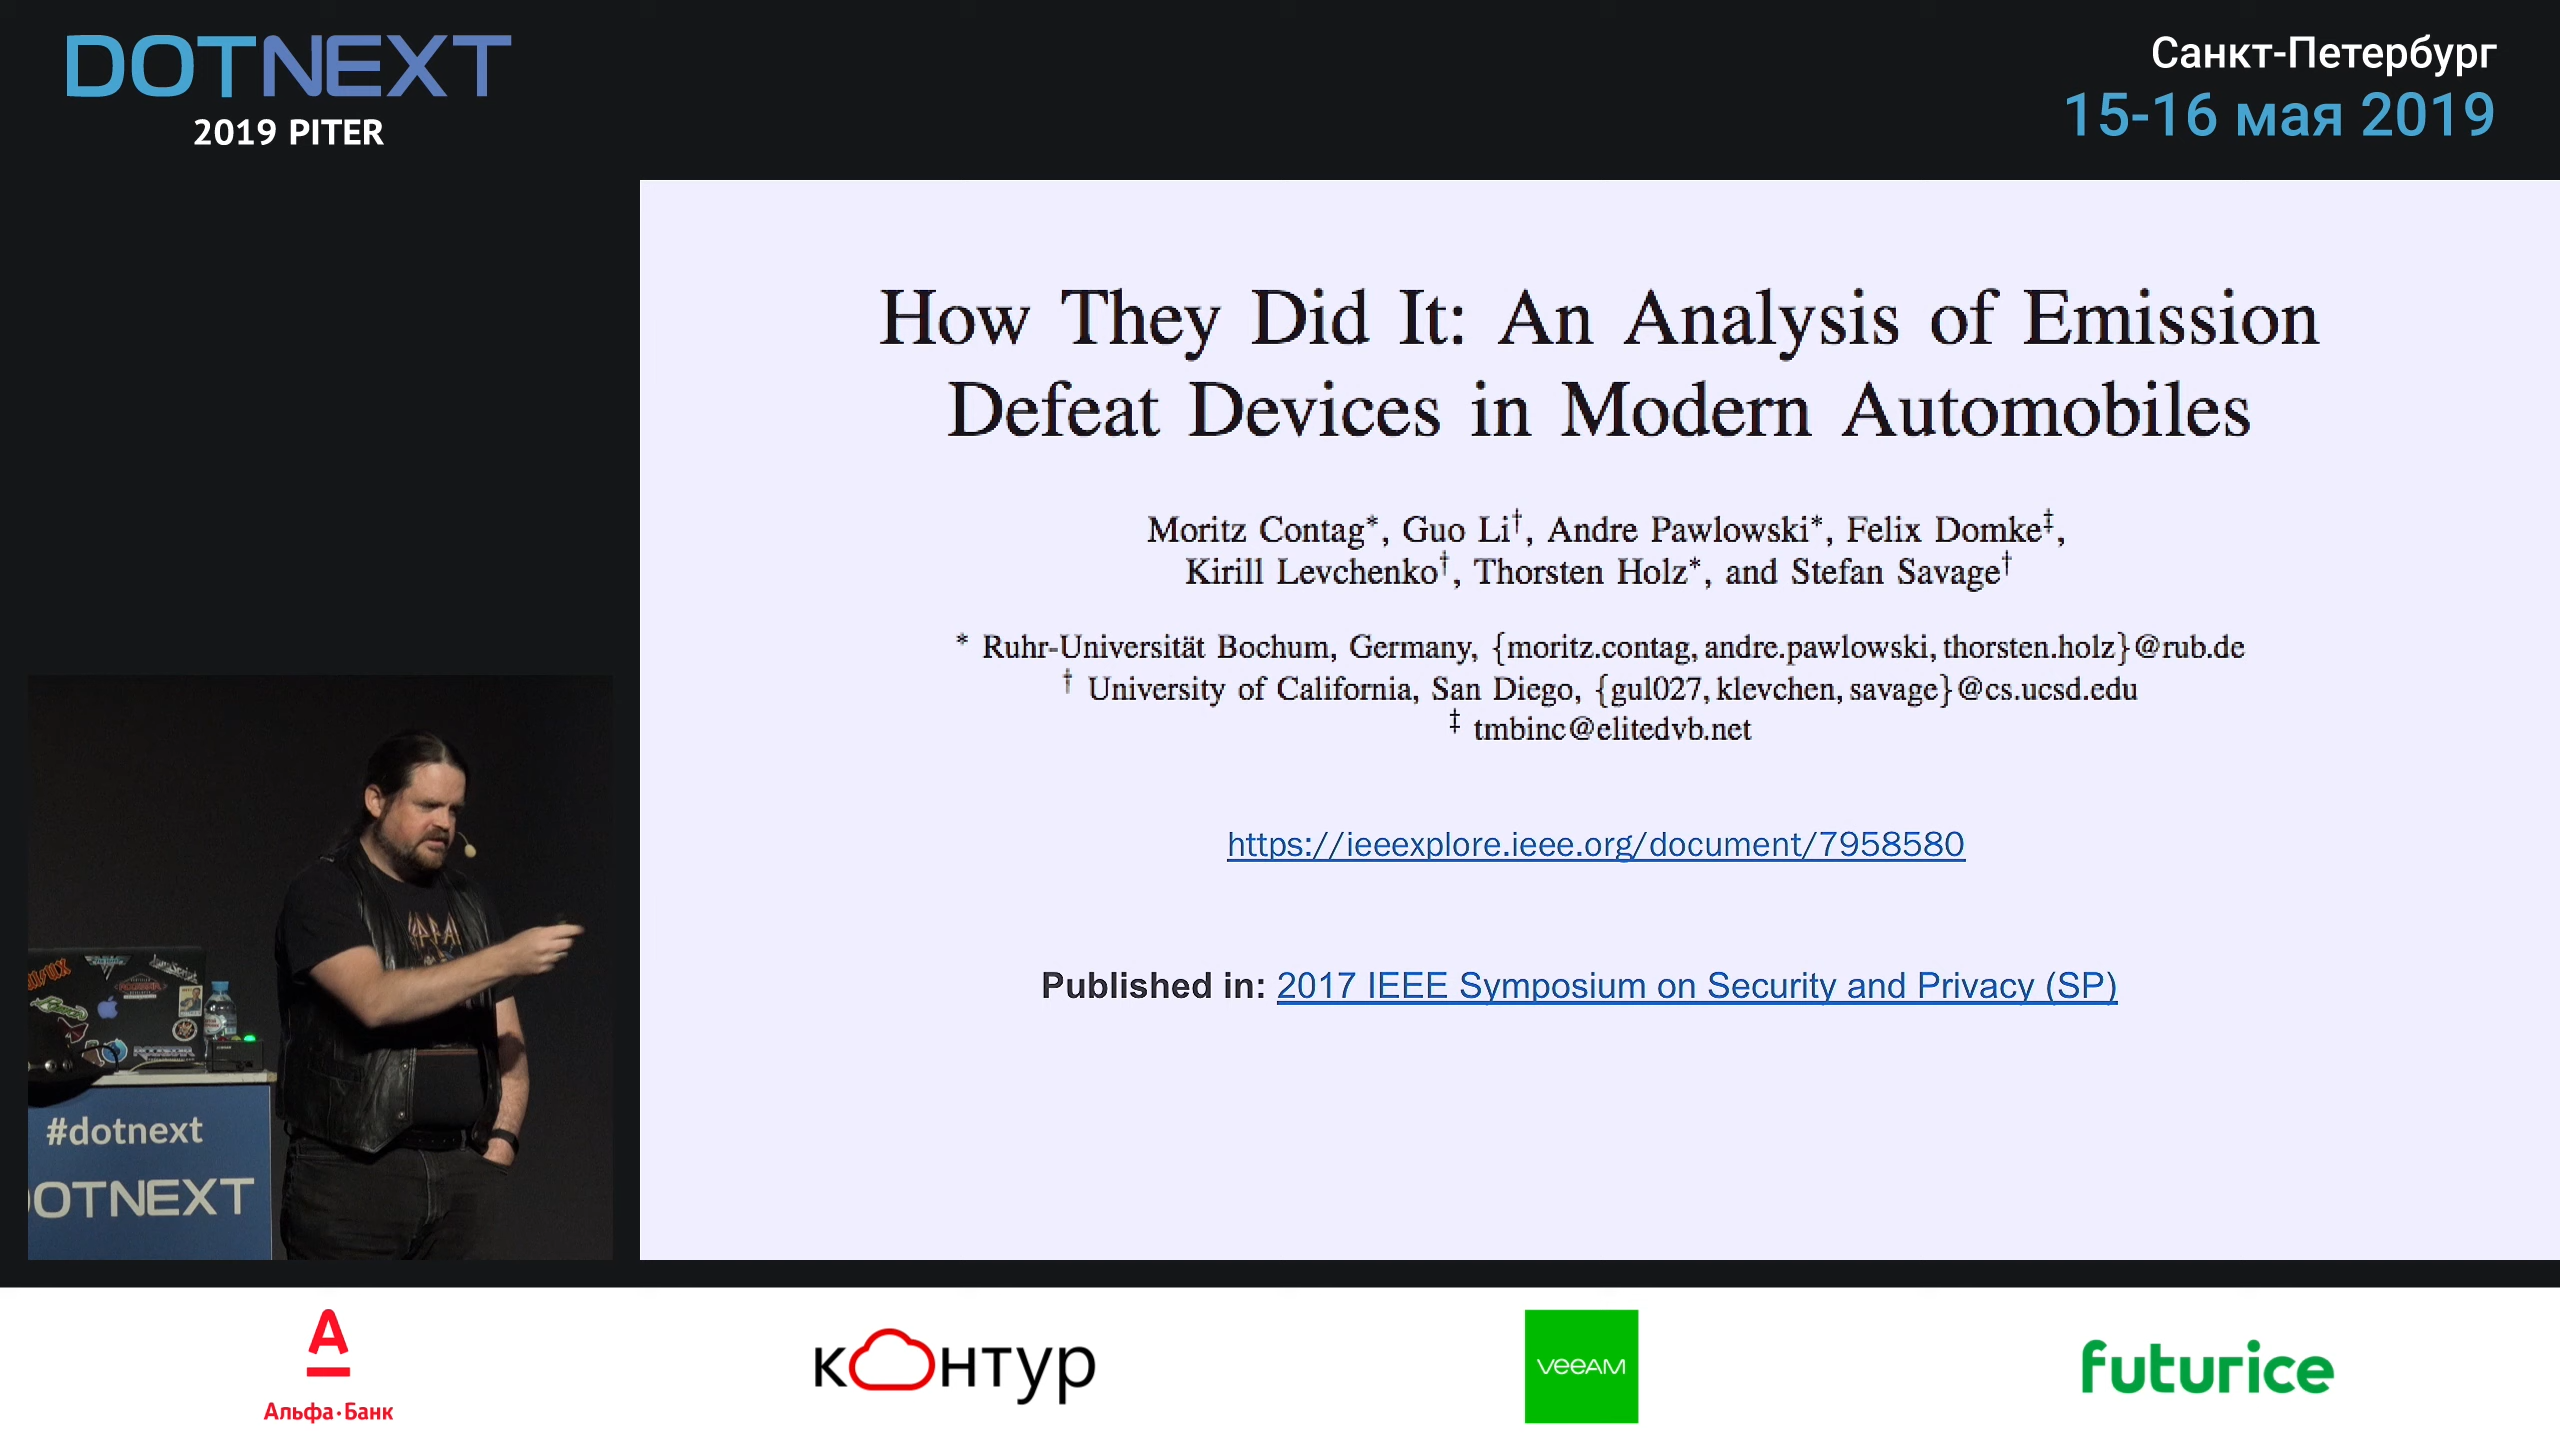 DOTNEXT
2019 PITER
Санкт-Петербург
15-16 мая 2019
How They Did It: An Analysis of Emission
Defeat Devices in Modern Automobiles
Moritz Contag*, Guo Li†, Andre Pawlowski*, Felix Domke‡,
Kirill Levchenko†, Thorsten Holz*, and Stefan Savage†
* Ruhr-Universität Bochum, Germany, {moritz.contag, andre.pawlowski, thorsten.holz}@rub.de
† University of California, San Diego, {gul027, klevchen, savage}@cs.ucsd.edu
‡ tmbinc@elitedvb.net
https://ieeexplore.ieee.org/document/7958580
Published in: 2017 IEEE Symposium on Security and Privacy (SP)
#dotnext
OTNEXT
А
Альфа·Банк
контур
veeam
futurice